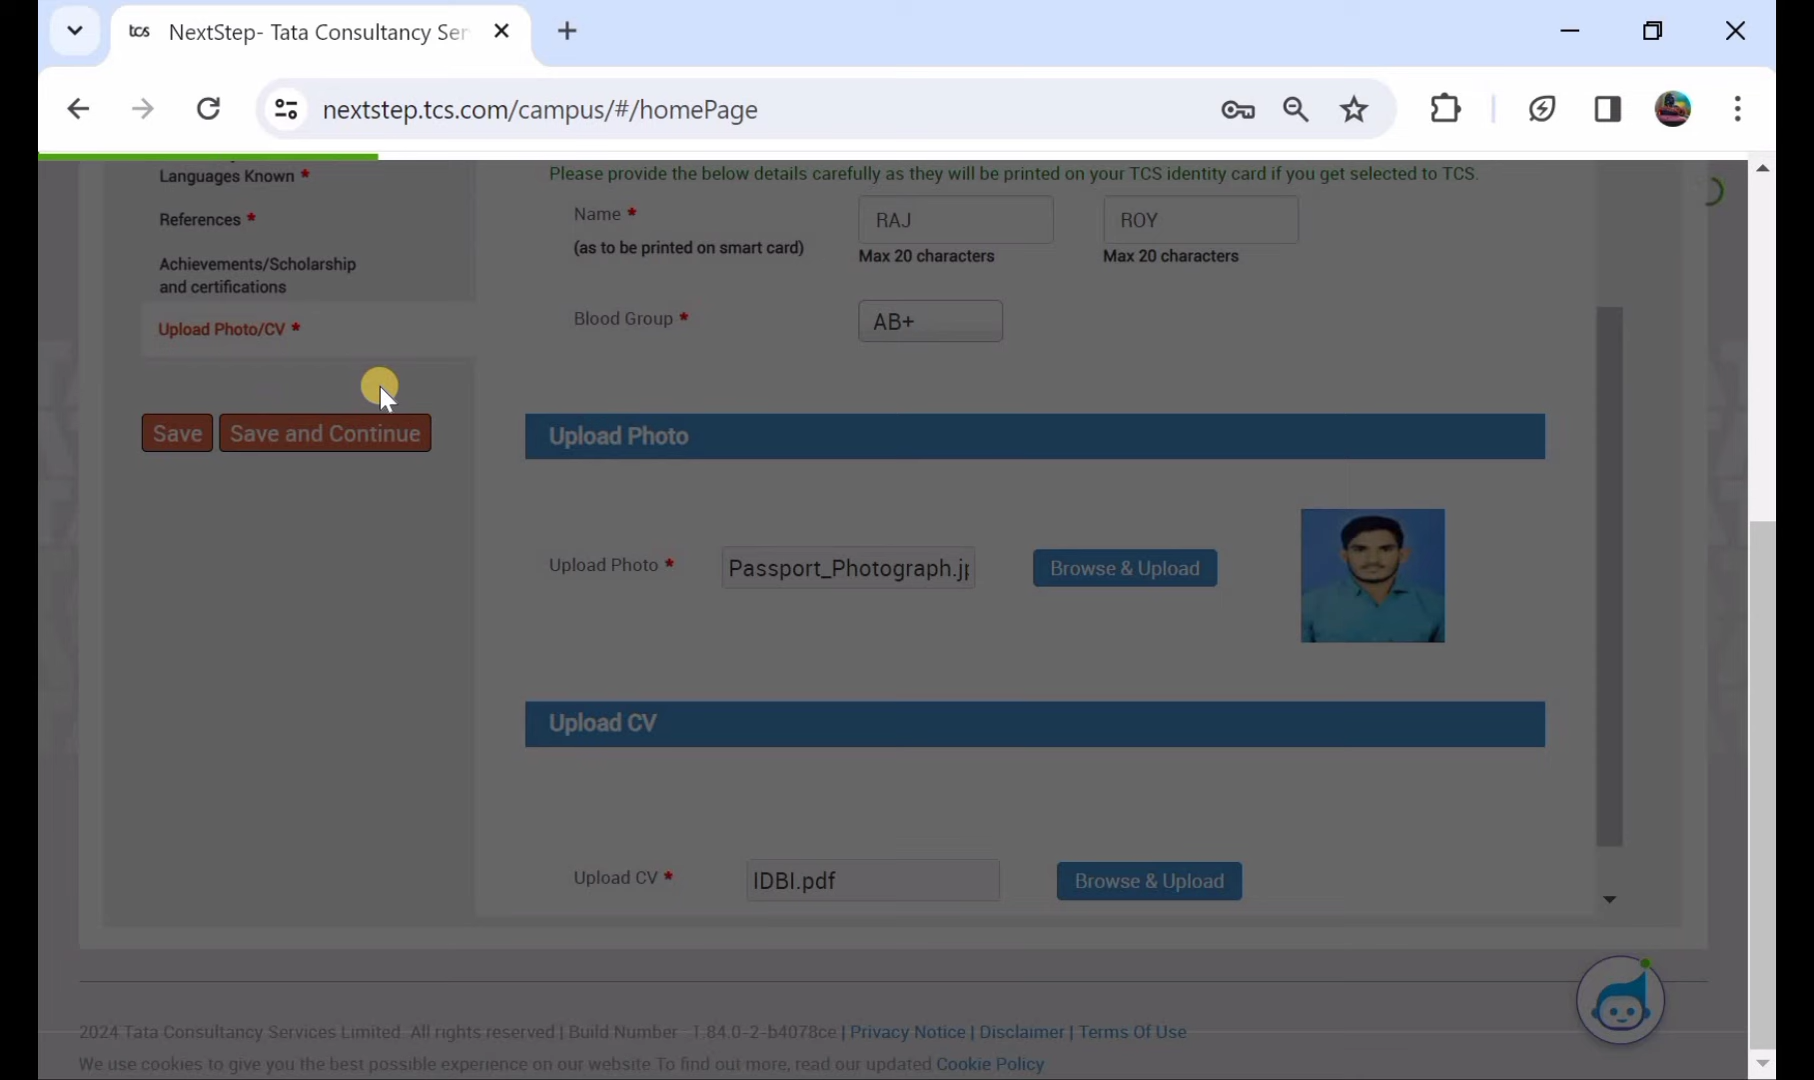 tcs NextStep- Tata Consultancy Ser
nextstep.tcs.com/campus/#/homePage
Languages Known *
References *
Achievements/Scholarship
and certifications
Upload Photo/CV *
Save Save and Continue
Please provide the below details carefully as they will be printed on your TCS identity card if you get selected to TCS.
Name * RAJ ROY
(as to be printed on smart card)
Max 20 characters Max 20 characters
Blood Group * AB+
Upload Photo
Upload Photo * Passport_Photograph.jp Browse & Upload
Upload CV
Upload CV * IDBI.pdf Browse & Upload
2024 Tata Consultancy Services Limited. All rights reserved | Build Number - 1.84.0-2-b4078ce | Privacy Notice | Disclaimer | Terms Of Use
We use cookies to give you the best possible experience on our website To find out more, read our updated Cookie Policy